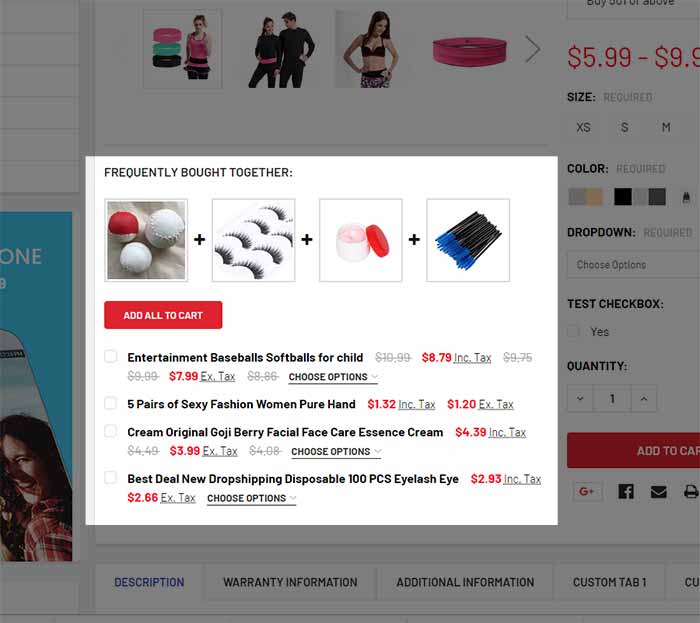 Buy 501 or above
$5.99 - $9.9
SIZE: REQUIRED
XS S M
FREQUENTLY BOUGHT TOGETHER:
COLOR: REQUIRED
ONE
DROPDOWN: REQUIRED
Choose Options
ADD ALL TO CART
TEST CHECKBOX:
Yes
Entertainment Baseballs Softballs for child $10.99 $8.79 Inc. Tax $9.75
$9.99 $7.99 Ex. Tax $8.86 CHOOSE OPTIONS
QUANTITY:
1
5 Pairs of Sexy Fashion Women Pure Hand $1.32 Inc. Tax $1.20 Ex. Tax
Cream Original Goji Berry Facial Face Care Essence Cream $4.39 Inc. Tax
$4.49 $3.99 Ex. Tax $4.08 CHOOSE OPTIONS
ADD TO CAR
Best Deal New Dropshipping Disposable 100 PCS Eyelash Eye $2.93 Inc. Tax
$2.66 Ex. Tax CHOOSE OPTIONS
G+
DESCRIPTION WARRANTY INFORMATION ADDITIONAL INFORMATION CUSTOM TAB 1 CU